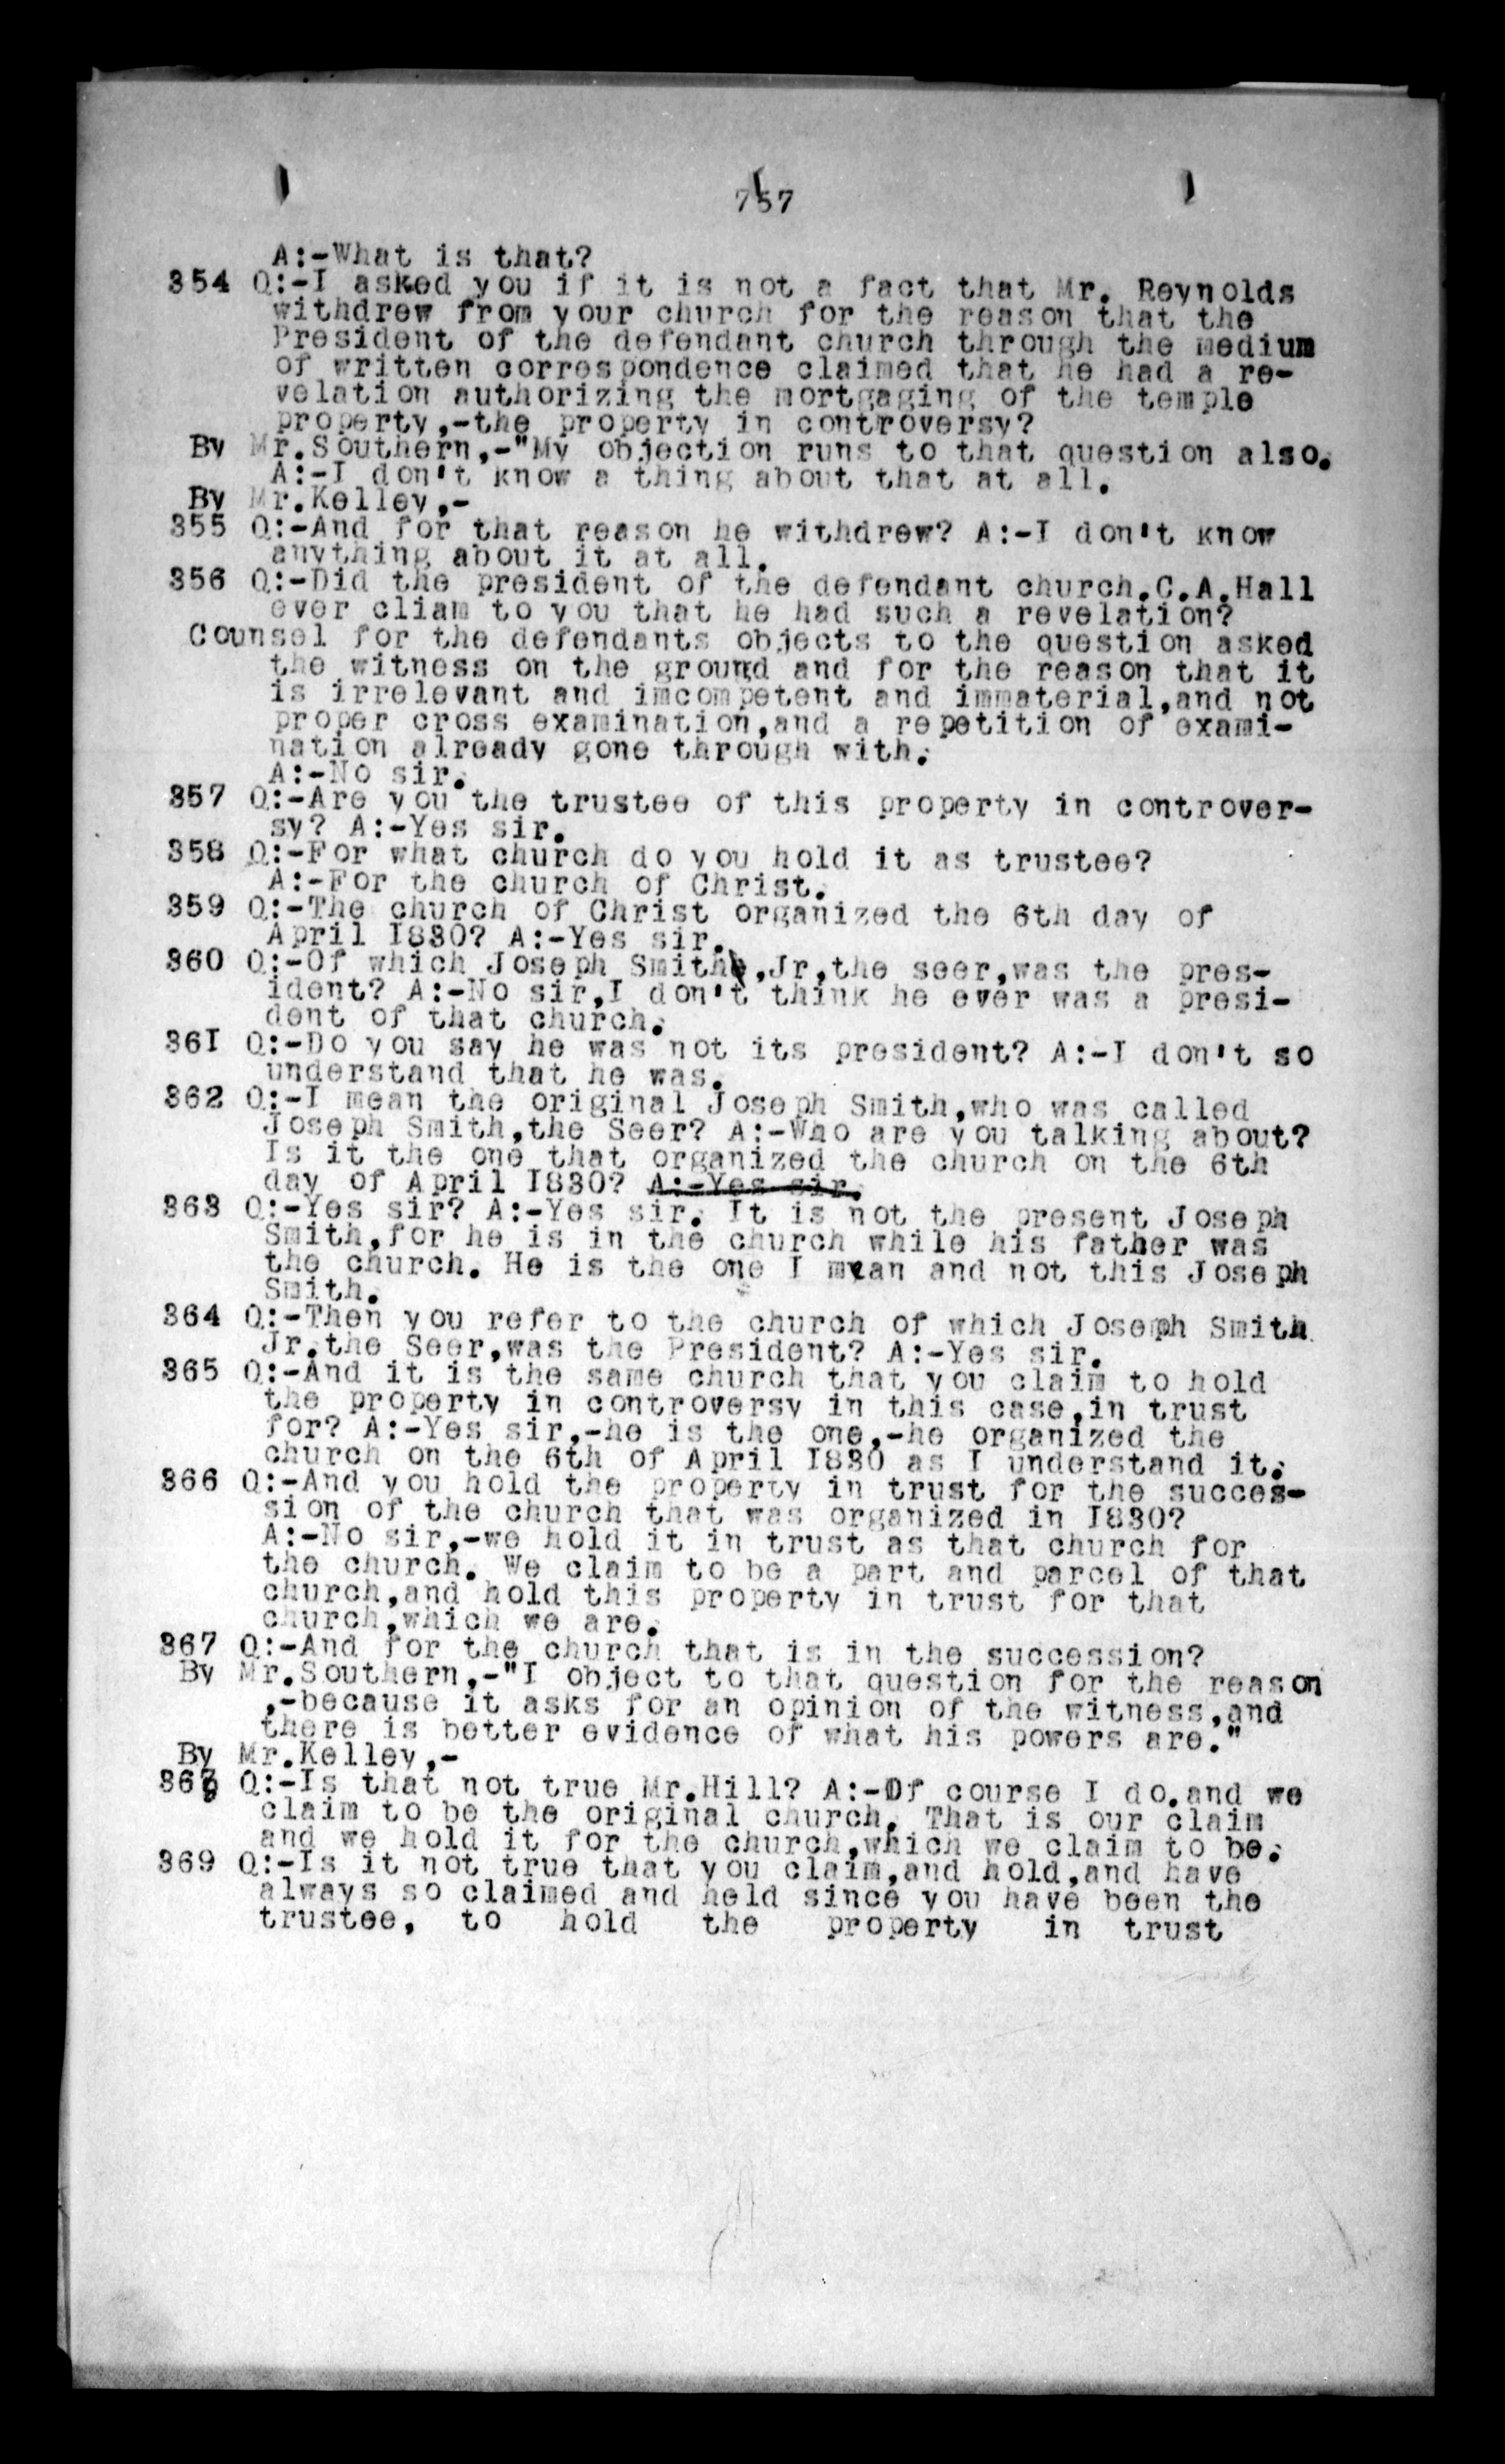 757
A:-What is that?
354 Q:-I asked you if it is not a fact that Mr. Reynolds
withdrew from your church for the reason that the
President of the defendant church through the medium
of written correspondence claimed that he had a re-
velation authorizing the mortgaging of the temple
property,-the property in controversy?
By Mr.Southern,-"My objection runs to that question also.
A:-I don't know a thing about that at all.
By Mr.Kelley,-
355 Q:-And for that reason he withdrew? A:-I don't know
anything about it at all.
356 Q:-Did the president of the defendant church.C.A.Hall
ever cliam to you that he had such a revelation?
Counsel for the defendants objects to the question asked
the witness on the ground and for the reason that it
is irrelevant and imcompetent and immaterial,and not
proper cross examination,and a repetition of exami-
nation already gone through with.
A:-No sir.
357 Q:-Are you the trustee of this property in controver-
sy? A:-Yes sir.
358 Q:-For what church do you hold it as trustee?
A:-For the church of Christ.
359 Q:-The church of Christ organized the 6th day of
April I830? A:-Yes sir.
360 Q:-Of which Joseph Smith,Jr,the seer,was the pres-
ident? A:-No sir,I don't think he ever was a presi-
dent of that church.
36I Q:-Do you say he was not its president? A:-I don't so
understand that he was.
362 Q:-I mean the original Joseph Smith,who was called
Joseph Smith,the Seer? A:-Who are you talking about?
Is it the one that organized the church on the 6th
day of April I830? A:-Yes sir.
363 Q:-Yes sir? A:-Yes sir. It is not the present Joseph
Smith,for he is in the church while his father was
the church. He is the one I mean and not this Joseph
Smith.
364 Q:-Then you refer to the church of which Josemph Smith
Jr.the Seer,was the President? A:-Yes sir.
365 Q:-And it is the same church that you claim to hold
the property in controversy in this case,in trust
for? A:-Yes sir,-he is the one,-he organized the
church on the 6th of April I830 as I understand it.
366 Q:-And you hold the property in trust for the succes-
sion of the church that was organized in I830?
A:-No sir,-we hold it in trust as that church for
the church. We claim to be a part and parcel of that
church,and hold this property in trust for that
church,which we are.
367 Q:-And for the church that is in the succession?
By Mr.Southern,-"I object to that question for the reason
,-because it asks for an opinion of the witness,and
there is better evidence of what his powers are."
By Mr.Kelley,-
368 Q:-Is that not true Mr.Hill? A:-Of course I do.and we
claim to be the original church. That is our claim
and we hold it for the church,which we claim to be.
369 Q:-Is it not true that you claim,and hold,and have
always so claimed and held since you have been the
trustee, to hold the property in trust